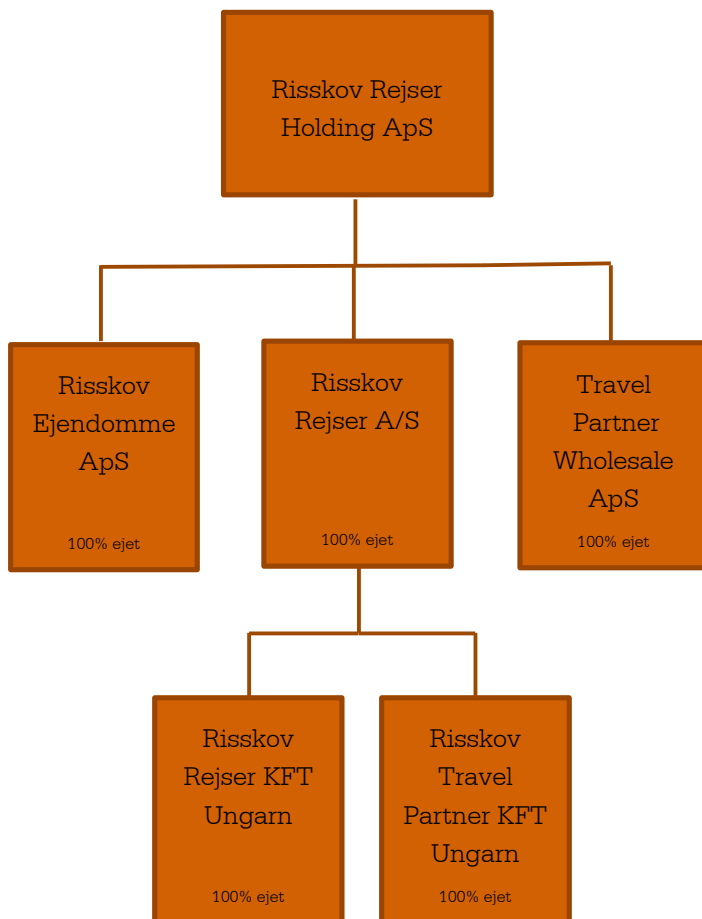 Risskov Rejser
Holding ApS
Risskov
Ejendomme
ApS
100% ejet
Risskov
Rejser A/S
100% ejet
Travel
Partner
Wholesale
ApS
100% ejet
Risskov
Rejser KFT
Ungarn
100% ejet
Risskov
Travel
Partner KFT
Ungarn
100% ejet